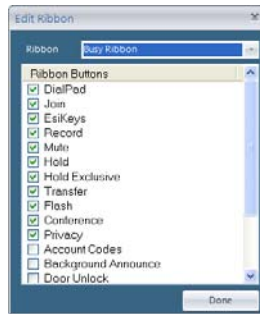 Edit Ribbon
Ribbon Busy Ribbon
Ribbon Buttons
DialPad
Join
EsiKeys
Record
Mute
Hold
Hold Exclusive
Transfer
Flash
Conference
Privacy
Account Codes
Background Announce
Door Unlock
Done